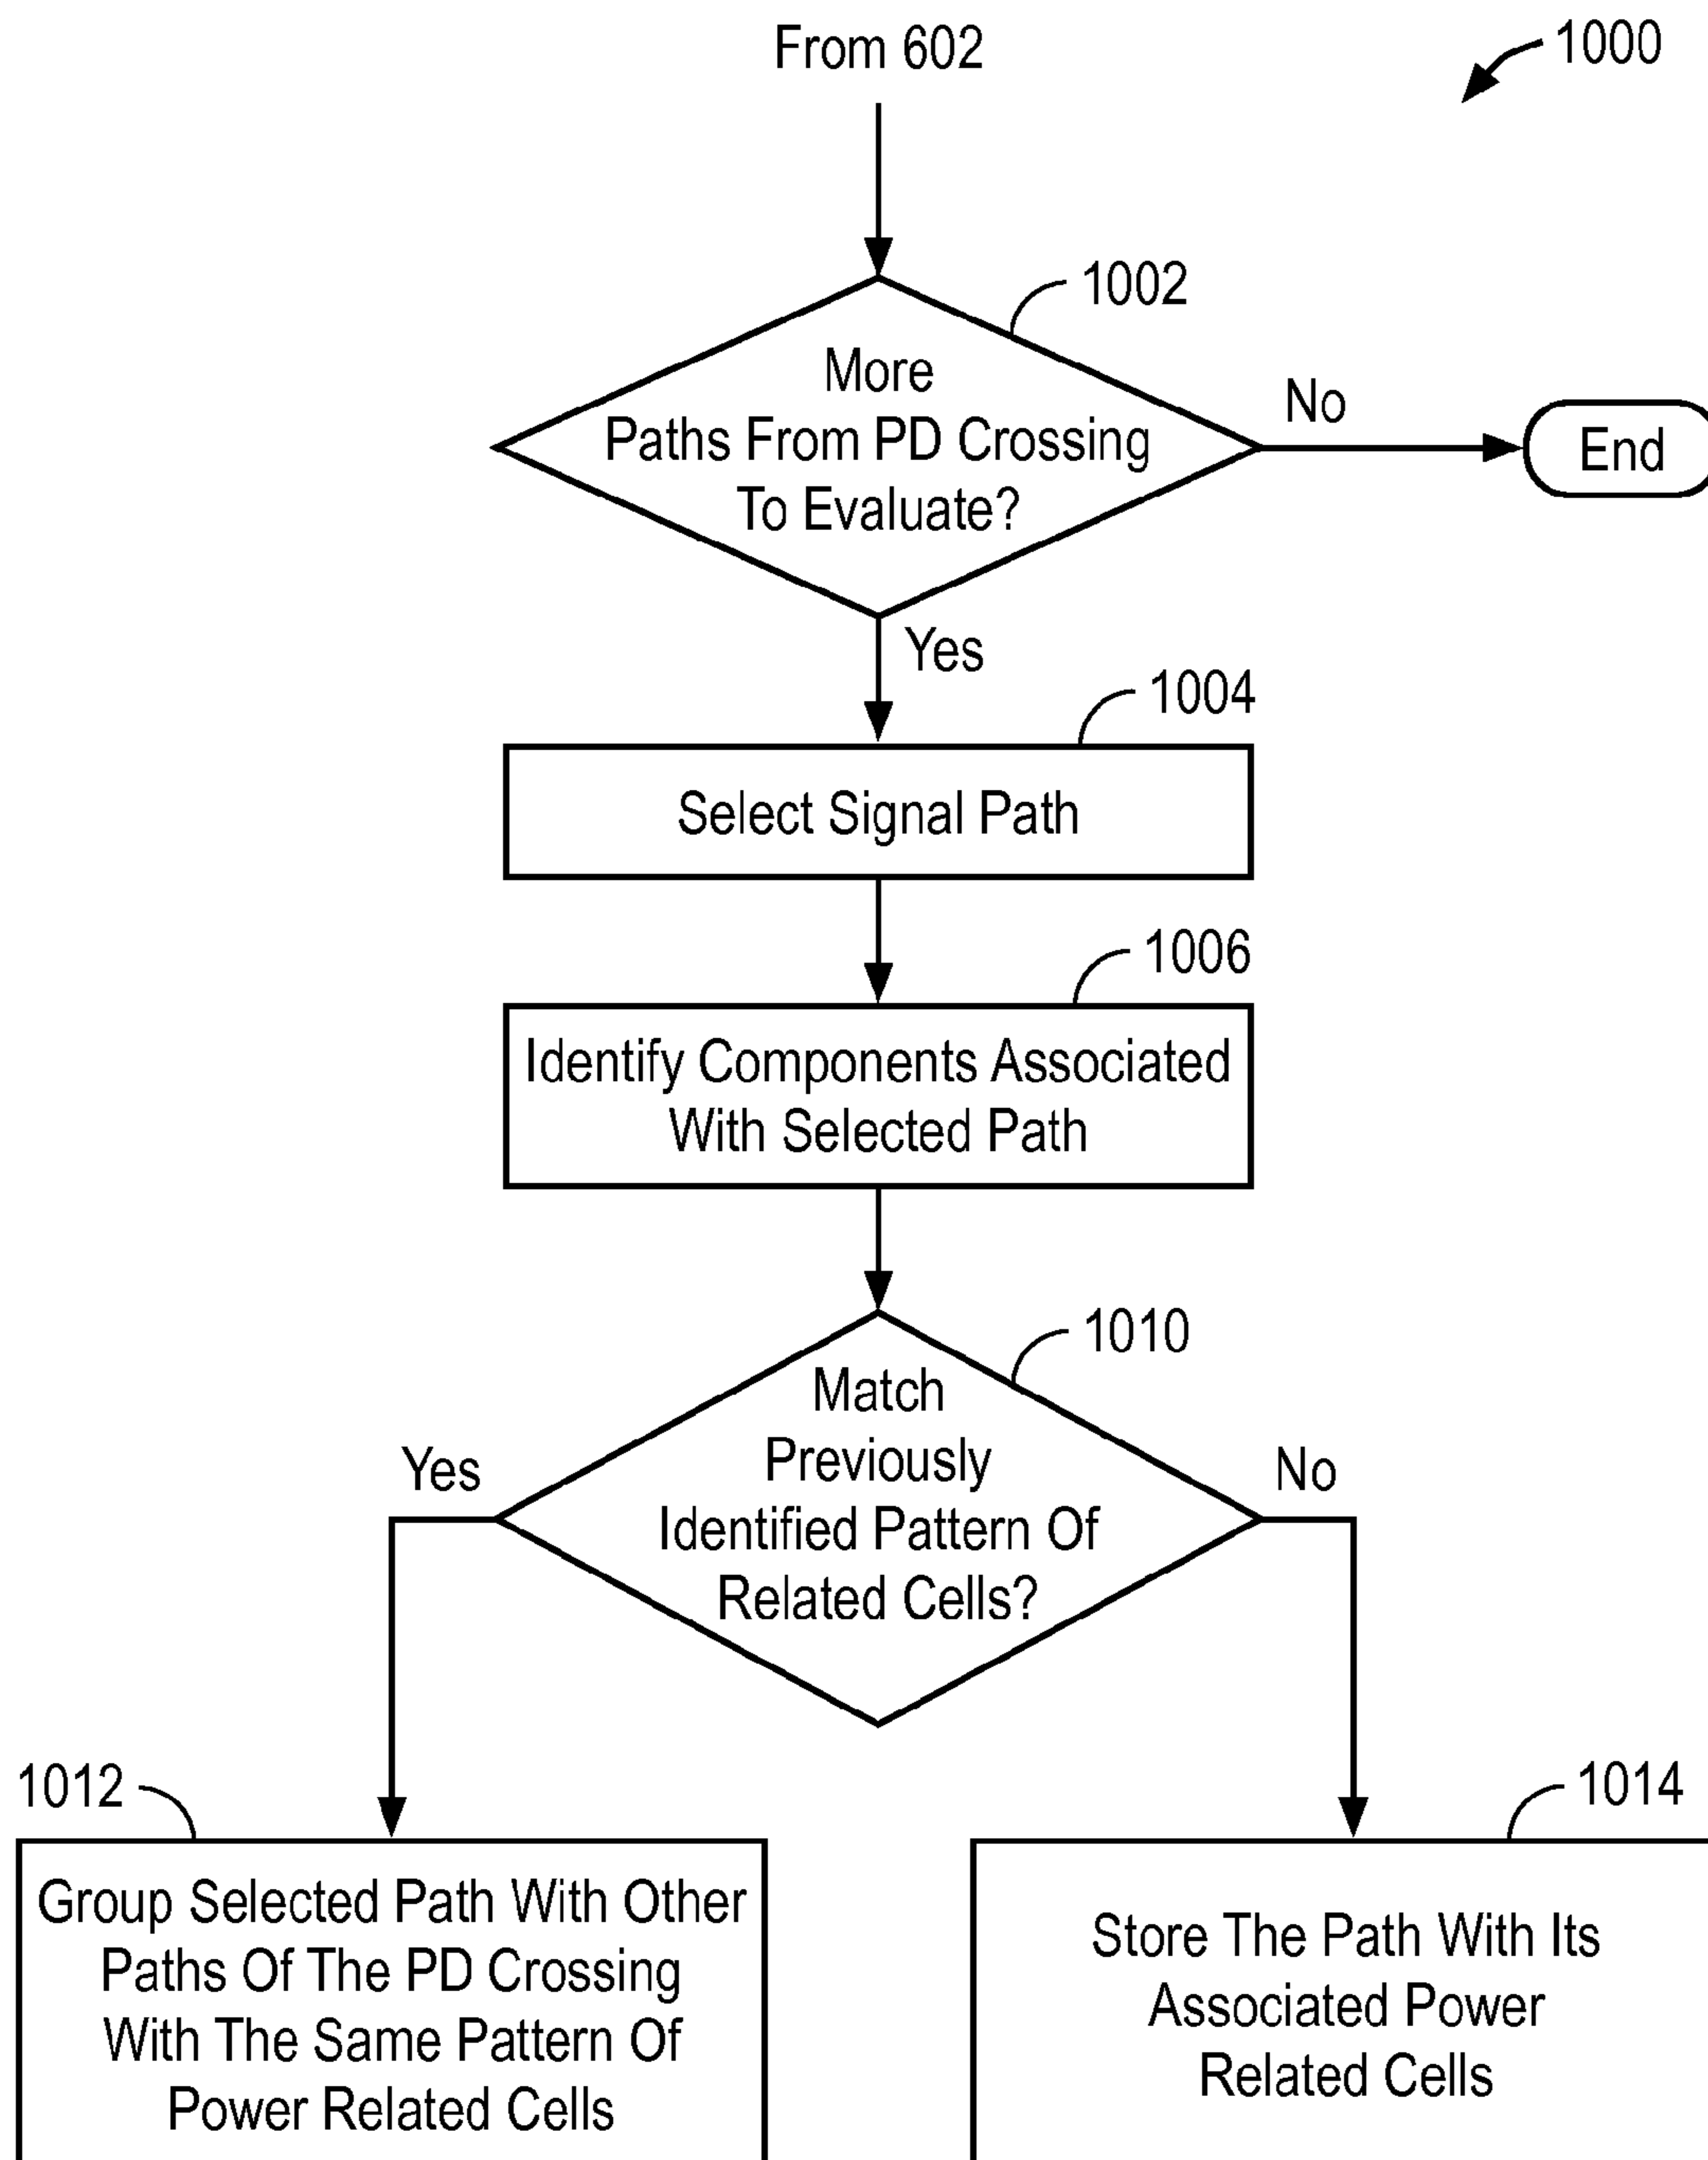 From 602
1000
1002
More
Paths From PD Crossing
To Evaluate?
No
End
Yes
1004
Select Signal Path
1006
Identify Components Associated
With Selected Path
1010
Match
Previously
Identified Pattern Of
Related Cells?
Yes
No
1012
Group Selected Path With Other
Paths Of The PD Crossing
With The Same Pattern Of
Power Related Cells
1014
Store The Path With Its
Associated Power
Related Cells